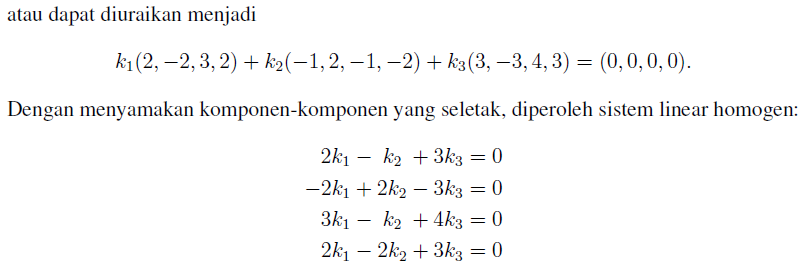 atau dapat diuraikan menjadi
k₁(2, −2, 3, 2) + k₂(−1, 2, −1, −2) + k₃(3, −3, 4, 3) = (0, 0, 0, 0).
Dengan menyamakan komponen-komponen yang seletak, diperoleh sistem linear homogen:
2k₁ − k₂ + 3k₃ = 0
−2k₁ + 2k₂ − 3k₃ = 0
3k₁ − k₂ + 4k₃ = 0
2k₁ − 2k₂ + 3k₃ = 0